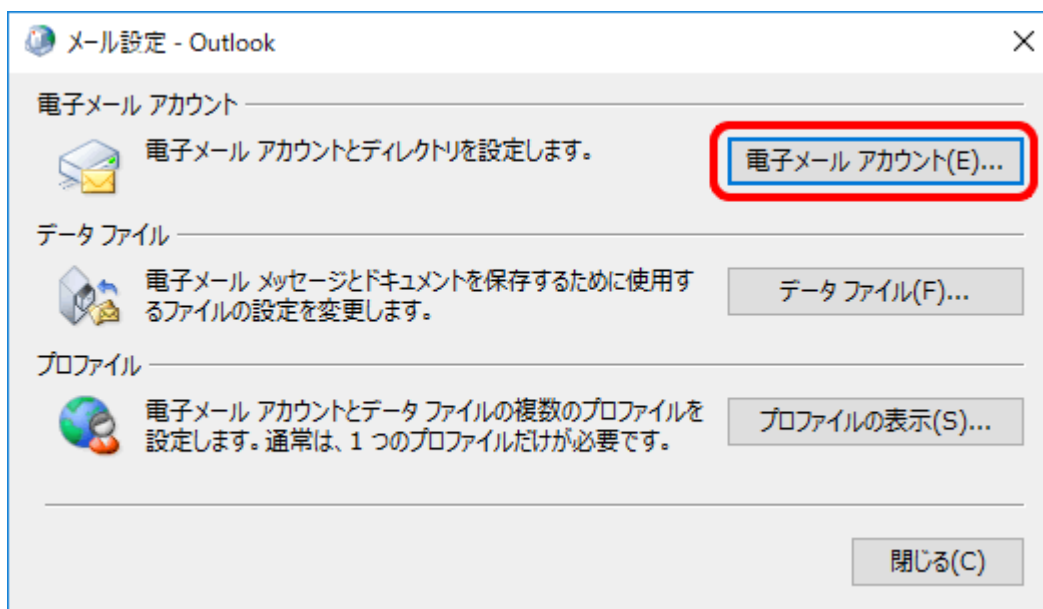 メール設定 - Outlook
電子メール アカウント
電子メール アカウントとディレクトリを設定します。
電子メール アカウント(E)...
データ ファイル
電子メール メッセージとドキュメントを保存するために使用す
るファイルの設定を変更します。
データ ファイル(F)...
プロファイル
電子メール アカウントとデータ ファイルの複数のプロファイルを
設定します。通常は、1 つのプロファイルだけが必要です。
プロファイルの表示(S)...
閉じる(C)